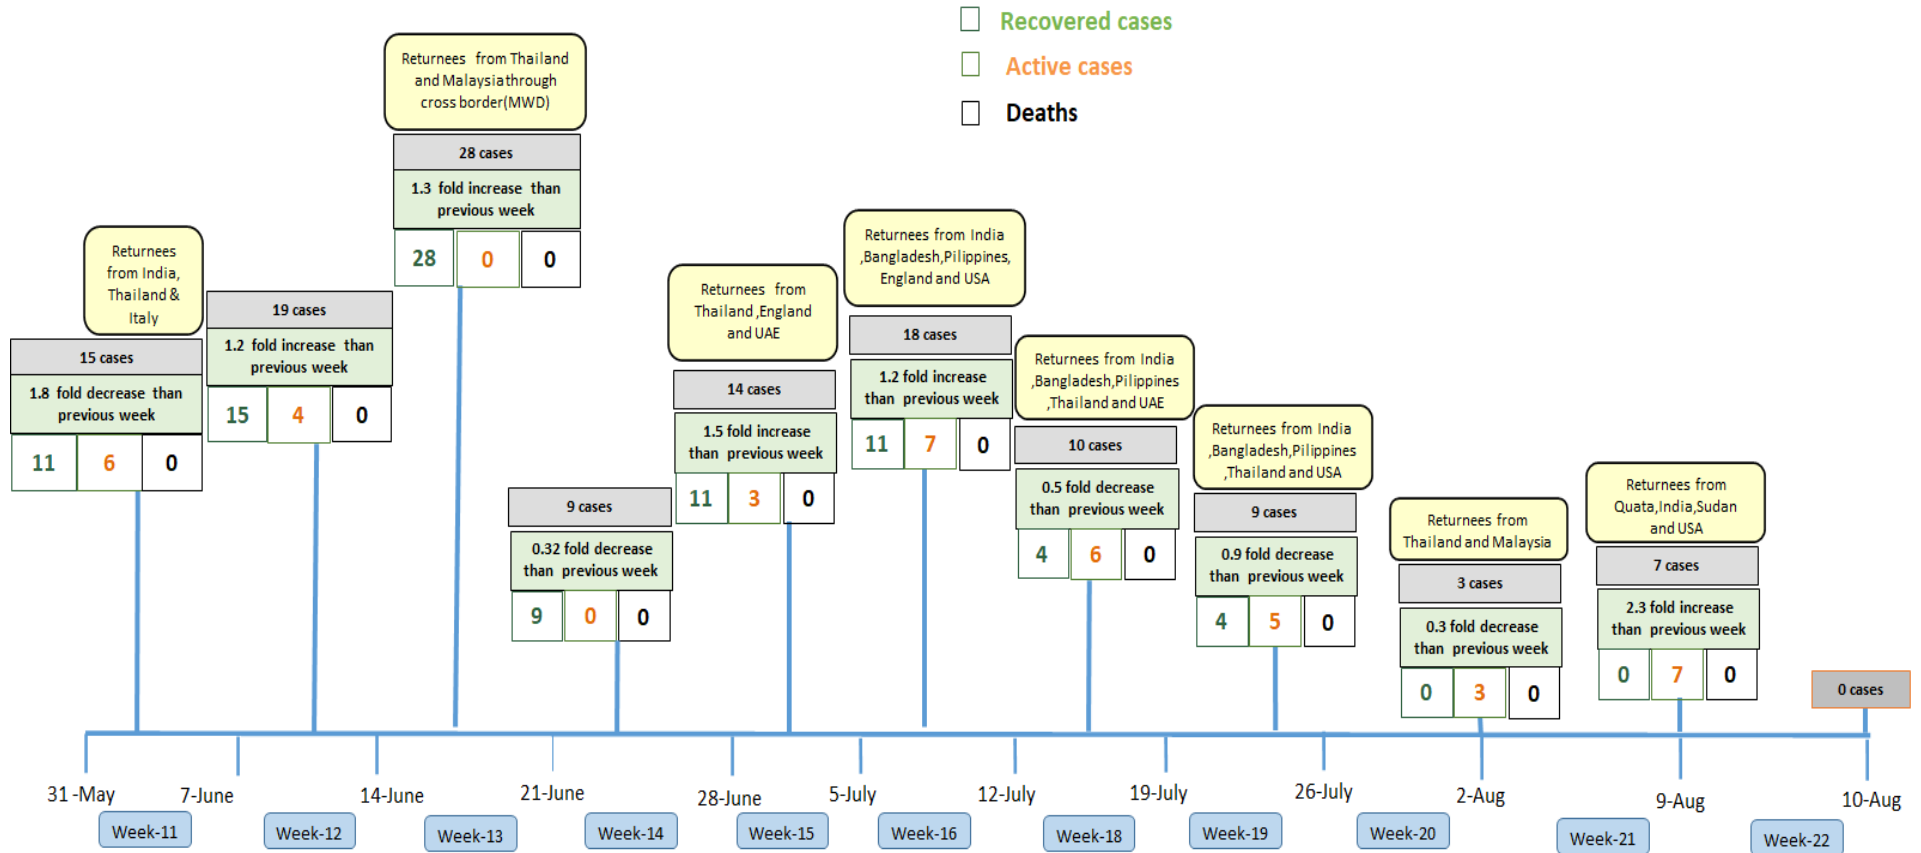 Recovered cases
Active cases
Deaths
Returnees
from India,
Thailand &
Italy
15 cases
1.8 fold decrease than
previous week
11 6 0
19 cases
1.2 fold increase than
previous week
15 4 0
Returnees from Thailand
and Malaysiathrough
cross border(MWD)
28 cases
1.3 fold increase than
previous week
28 0 0
9 cases
0.32 fold decrease
than previous week
9 0 0
Returnees from
Thailand ,England
and UAE
14 cases
1.5 fold increase
than previous week
11 3 0
Returnees from India
,Bangladesh,Pilippines,
England and USA
18 cases
1.2 fold increase
than previous week
11 7 0
Returnees from India
,Bangladesh,Pilippines
,Thailand and UAE
10 cases
0.5 fold decrease
than previous week
4 6 0
Returnees from India
,Bangladesh,Pilippines
,Thailand and USA
9 cases
0.9 fold decrease
than previous week
4 5 0
Returnees from
Thailand and Malaysia
3 cases
0.3 fold decrease
than previous week
0 3 0
Returnees from
Quata,India,Sudan
and USA
7 cases
2.3 fold increase
than previous week
0 7 0
0 cases
31 -May 7-June 14-June 21-June 28-June 5-July 12-July 19-July 26-July 2-Aug 9-Aug 10-Aug
Week-11 Week-12 Week-13 Week-14 Week-15 Week-16 Week-18 Week-19 Week-20 Week-21 Week-22